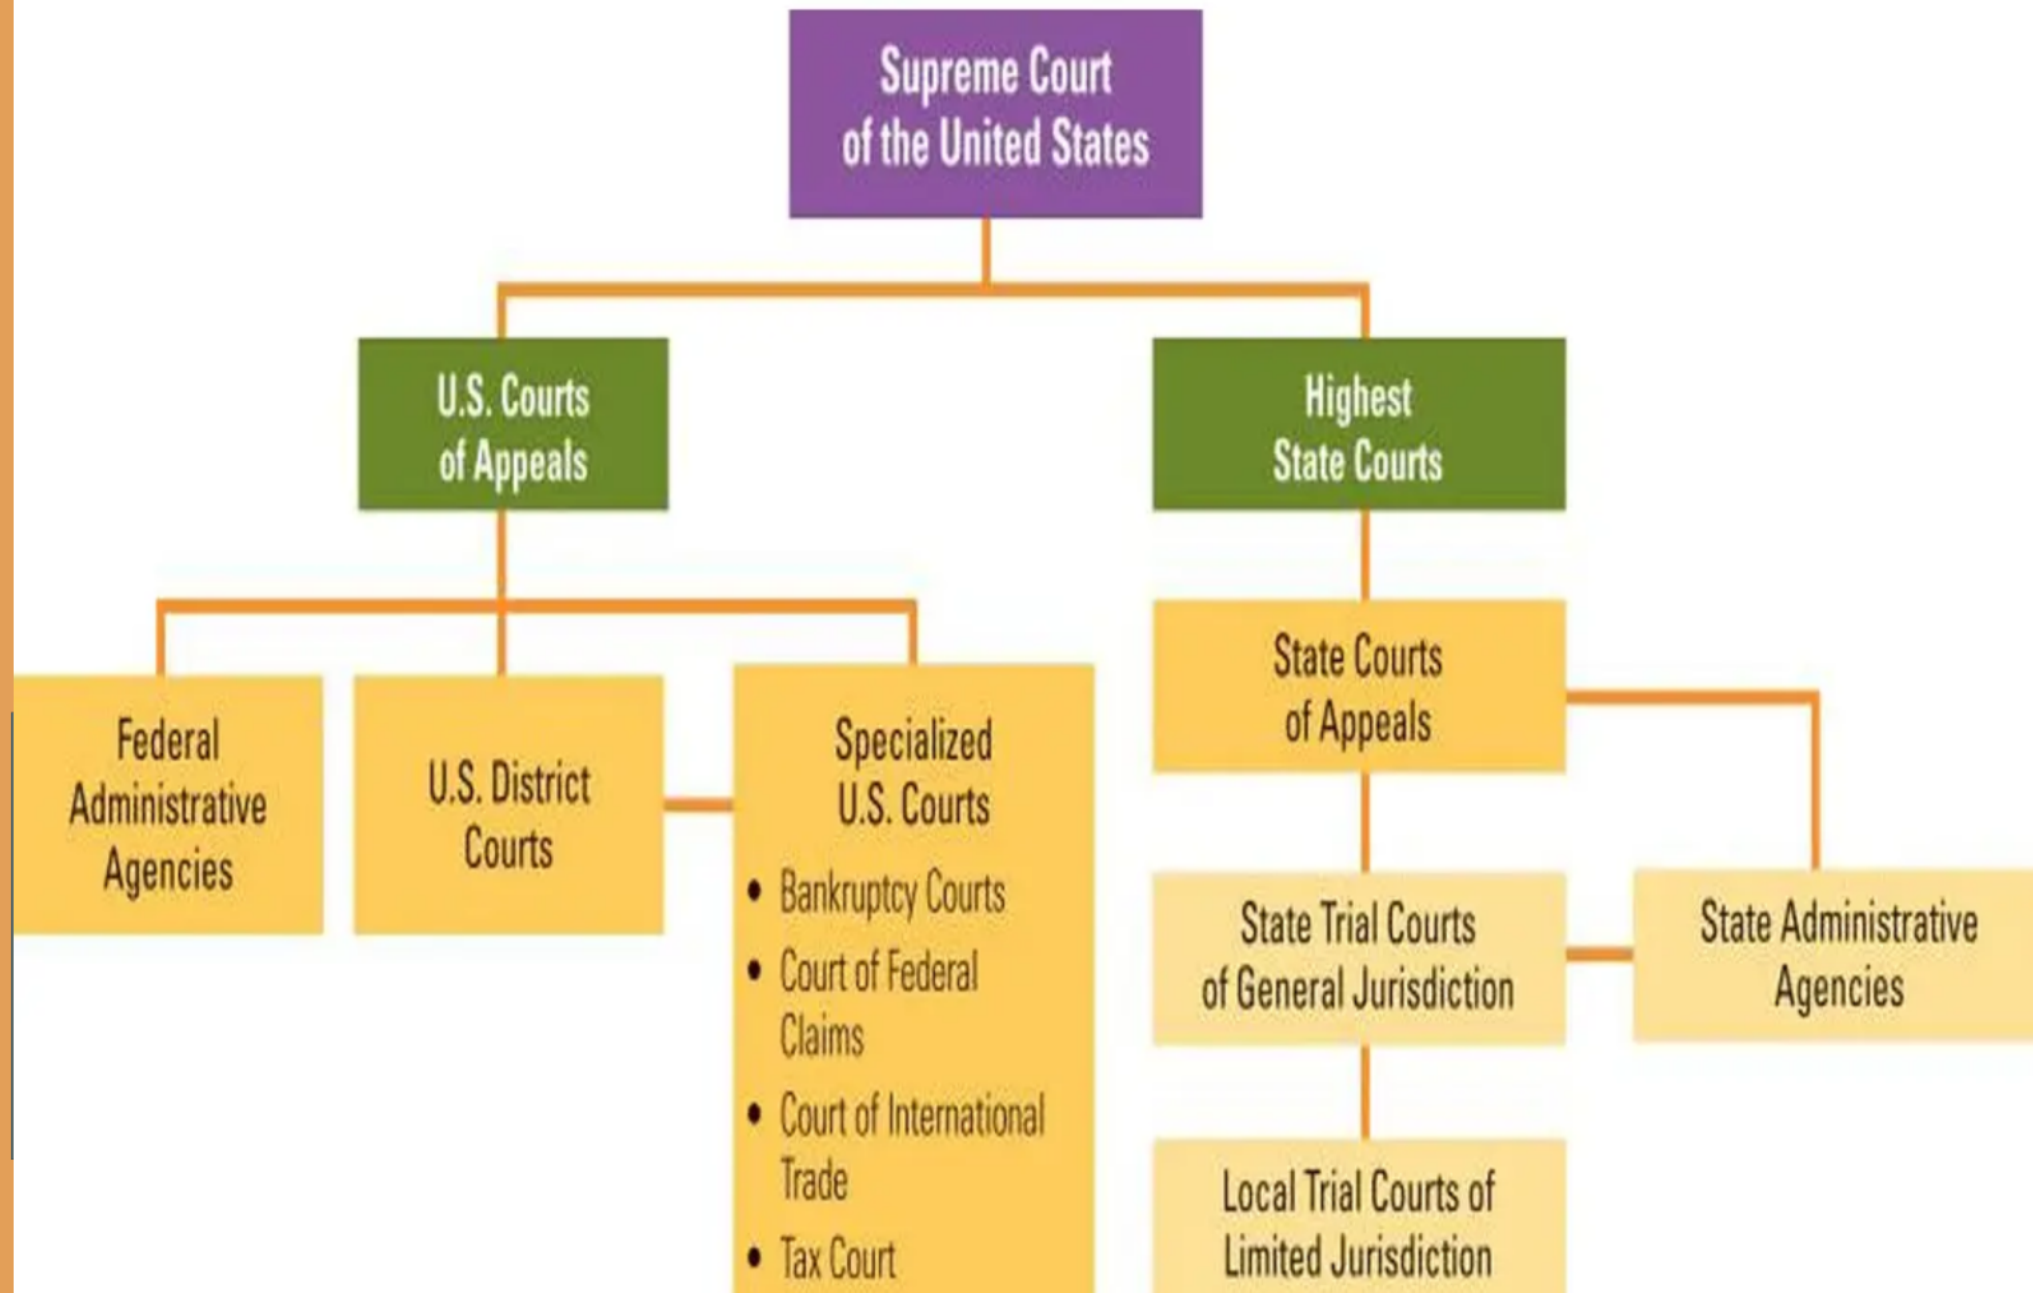 Supreme Court
of the United States
U.S. Courts
of Appeals
Highest
State Courts
Federal
Administrative
Agencies
U.S. District
Courts
Specialized
U.S. Courts
• Bankruptcy Courts
• Court of Federal
Claims
• Court of International
Trade
• Tax Court
State Courts
of Appeals
State Trial Courts
of General Jurisdiction
State Administrative
Agencies
Local Trial Courts of
Limited Jurisdiction